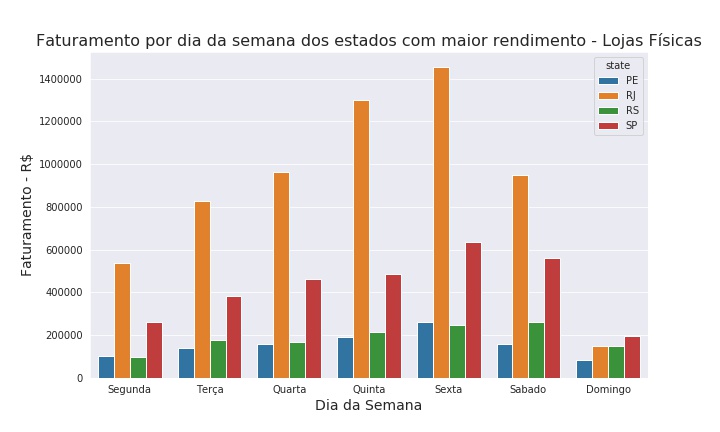 Faturamento por dia da semana dos estados com maior rendimento - Lojas Físicas
state
PE
RJ
RS
SP
Faturamento - R$
1400000
1200000
1000000
800000
600000
400000
200000
0
Segunda Terça Quarta Quinta Sexta Sabado Domingo
Dia da Semana